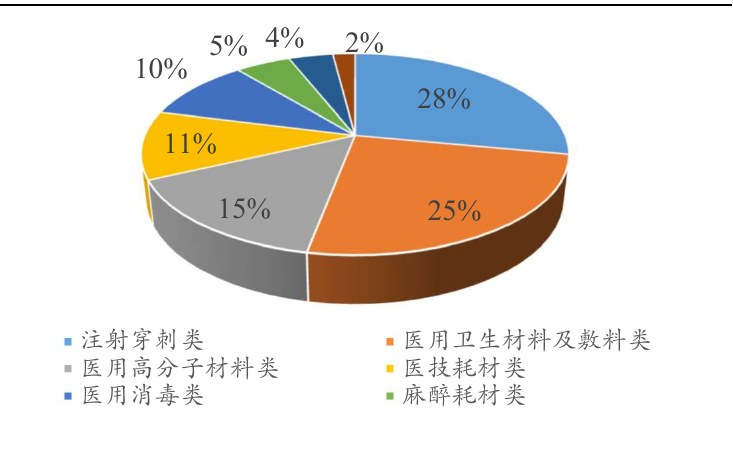 5% 4% 2%
10%
28%
11%
15% 25%
注射穿刺类 医用卫生材料及敷料类
医用高分子材料类 医技耗材类
医用消毒类 麻醉耗材类